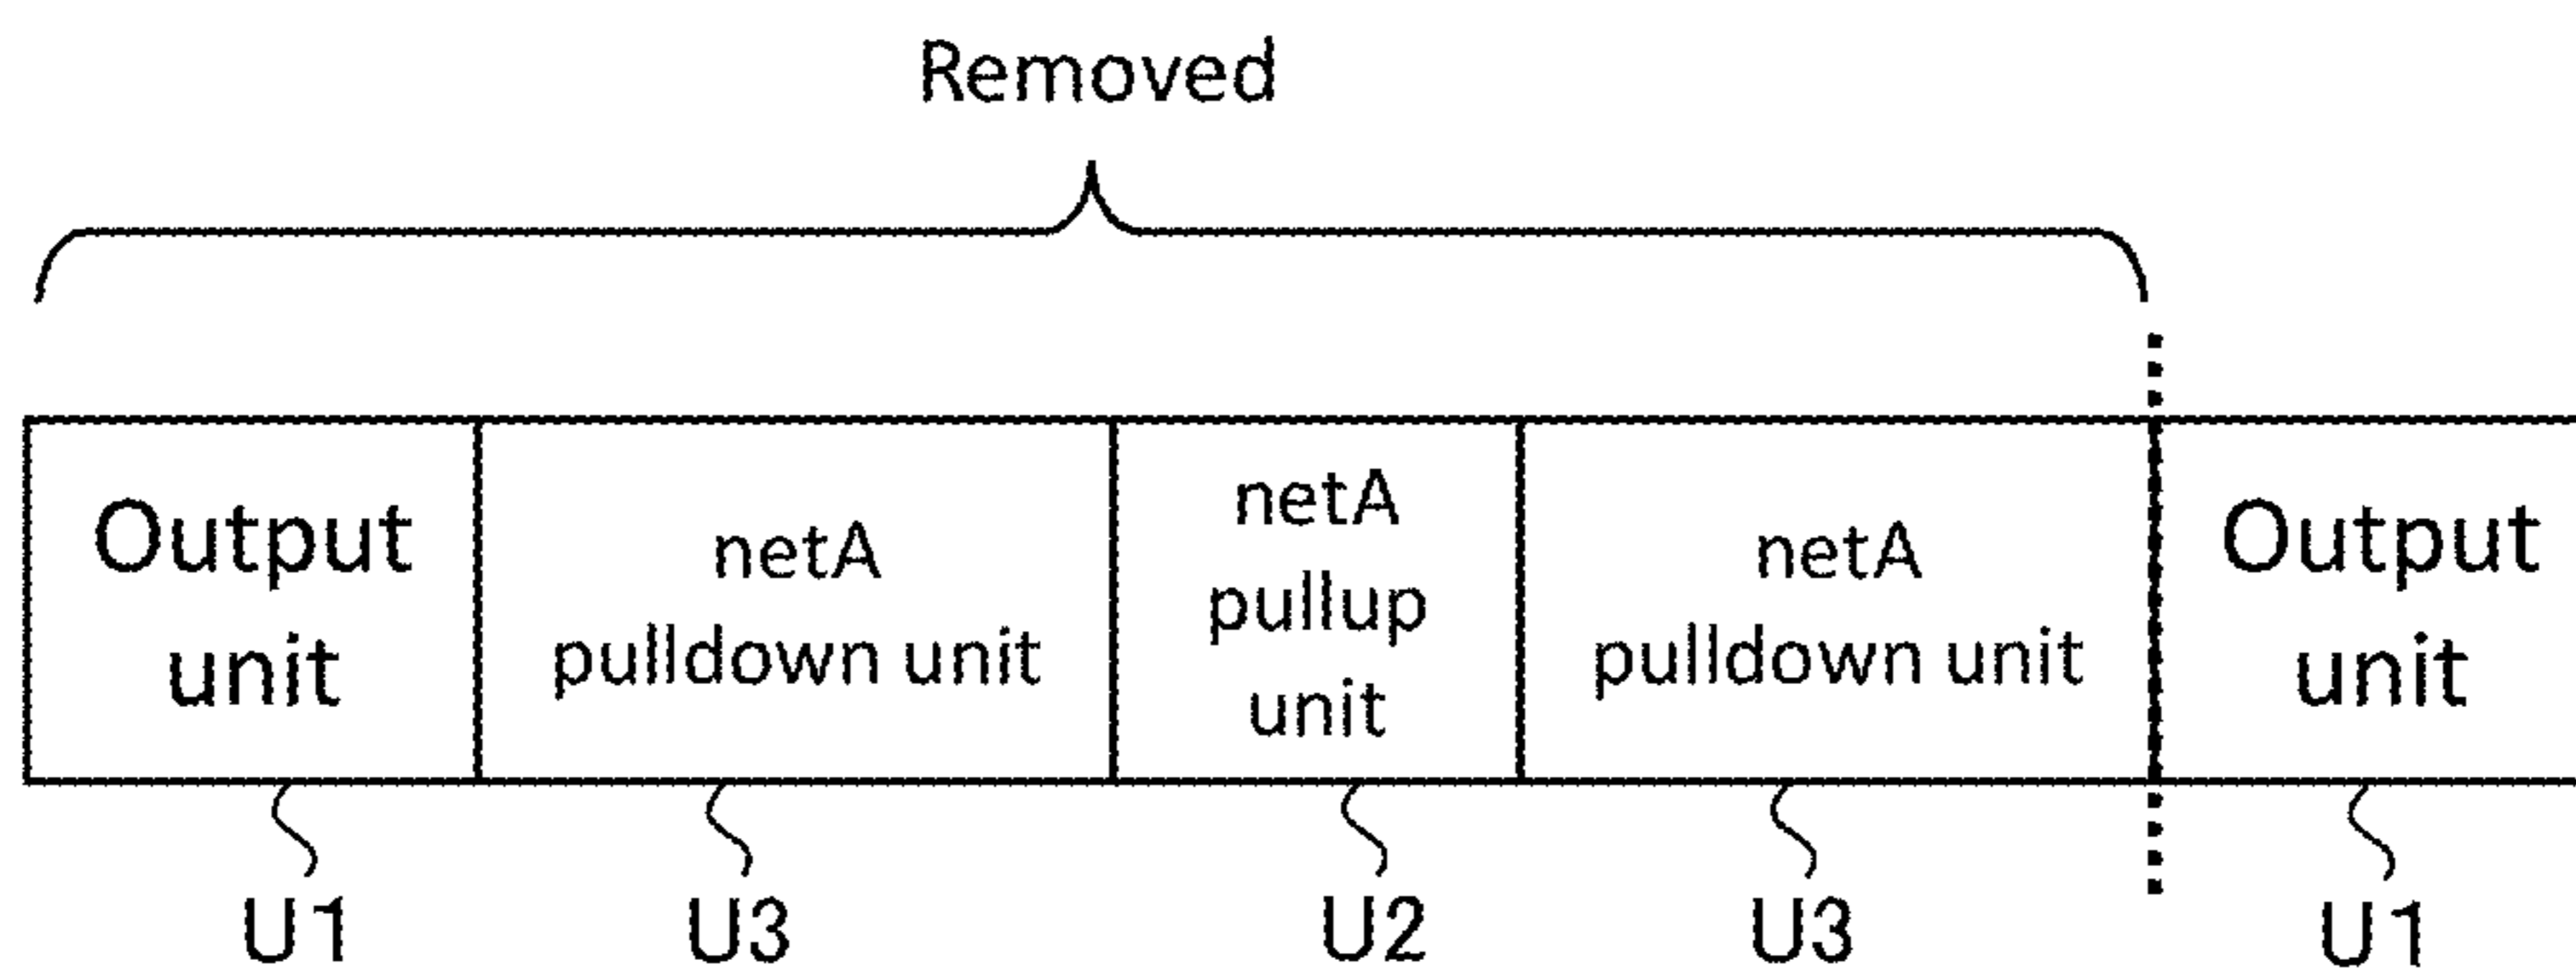 Removed
Output
unit
netA
pulldown unit
netA
pullup
unit
netA
pulldown unit
Output
unit
U1
U3
U2
U3
U1